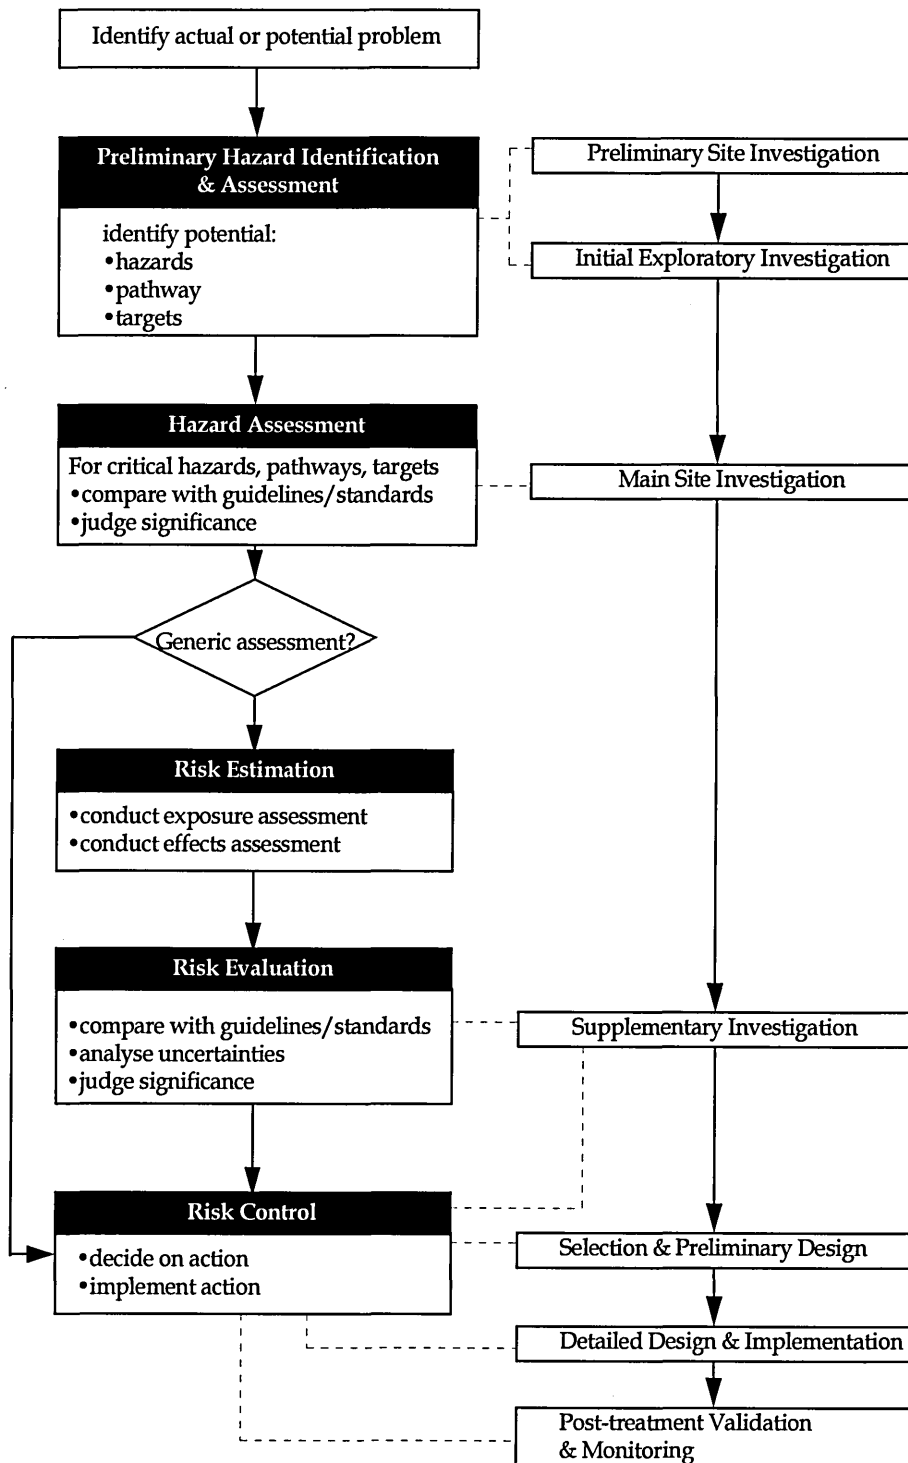 Identify actual or potential problem
Preliminary Hazard Identification
& Assessment
identify potential:
•hazards
•pathway
•targets
Hazard Assessment
For critical hazards, pathways, targets
•compare with guidelines/standards
•judge significance
Generic assessment?
Risk Estimation
•conduct exposure assessment
•conduct effects assessment
Risk Evaluation
•compare with guidelines/standards
•analyse uncertainties
•judge significance
Risk Control
•decide on action
•implement action
Preliminary Site Investigation
Initial Exploratory Investigation
Main Site Investigation
Supplementary Investigation
Selection & Preliminary Design
Detailed Design & Implementation
Post-treatment Validation
& Monitoring